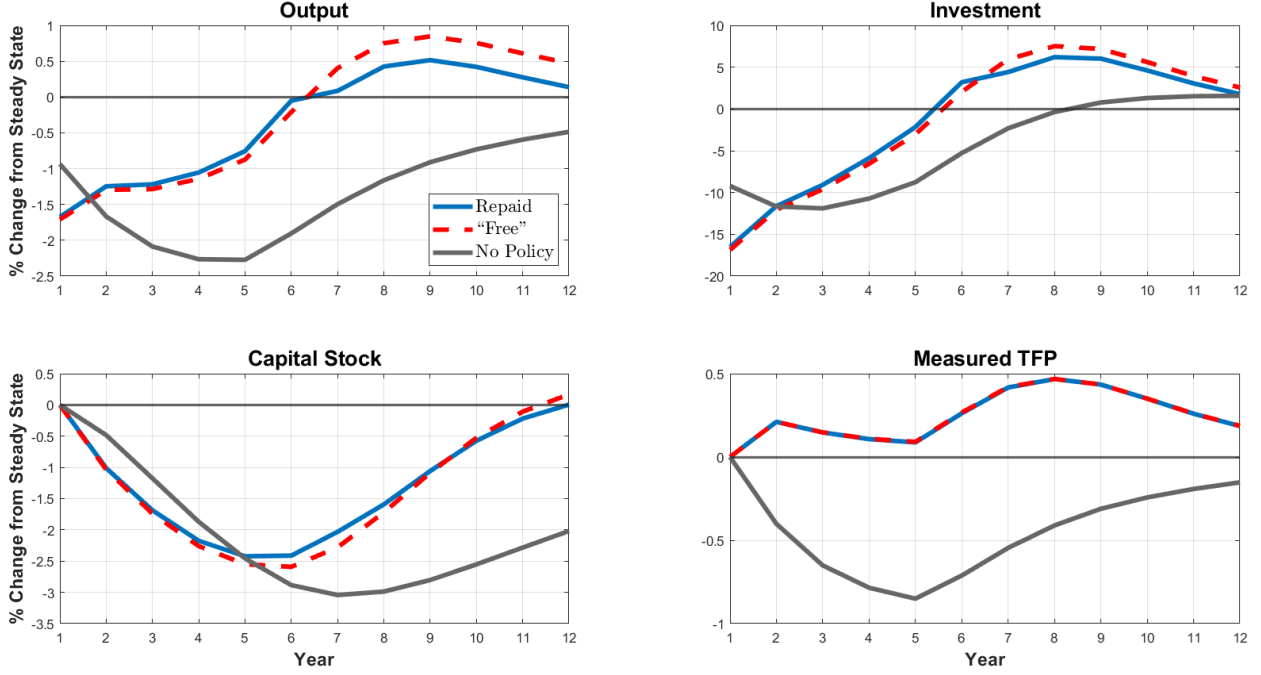 Output
% Change from Steady State
1
0.5
0
-0.5
-1
-1.5
-2
-2.5
1 2 3 4 5 6 7 8 9 10 11 12
Repaid
“Free”
No Policy
Investment
10
5
0
-5
-10
-15
-20
1 2 3 4 5 6 7 8 9 10 11 12
Capital Stock
% Change from Steady State
0.5
0
-0.5
-1
-1.5
-2
-2.5
-3
-3.5
1 2 3 4 5 6 7 8 9 10 11 12
Year
Measured TFP
0.5
0
-0.5
-1
1 2 3 4 5 6 7 8 9 10 11 12
Year